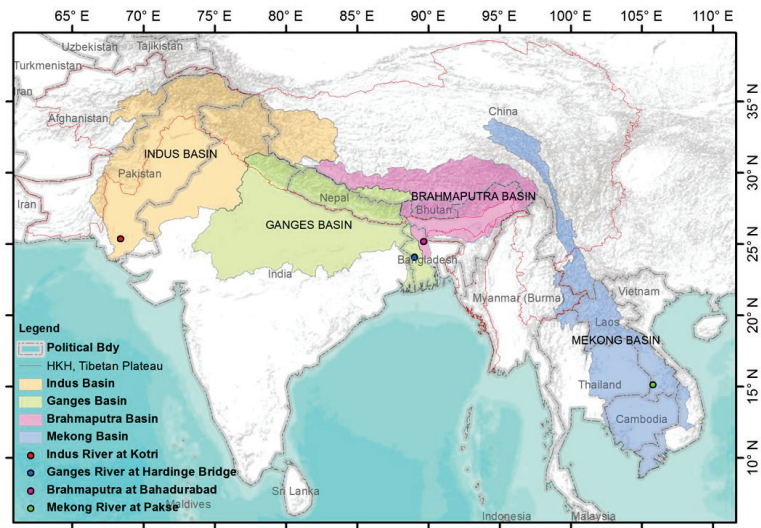 65° E 70° E 75° E 80° E 85° E 90° E 95° E 100° E 105° E 110° E
Uzbekistan
Tajikistan
Turkmenistan
Iran
Afghanistan
China
35° N
INDUS BASIN
Pakistan
30° N
Nepal
BRAHMAPUTRA BASIN
Iran
Bhutan
GANGES BASIN
25° N
Bangladesh
India
Myanmar (Burma)
Vietnam
20° N
Laos
MEKONG BASIN
Thailand
15° N
Cambodia
10° N
Sri Lanka
Maldives
Indonesia
Malaysia
Legend
Political Bdy
HKH, Tibetan Plateau
Indus Basin
Ganges Basin
Brahmaputra Basin
Mekong Basin
Indus River at Kotri
Ganges River at Hardinge Bridge
Brahmaputra at Bahadurabad
Mekong River at Pakse